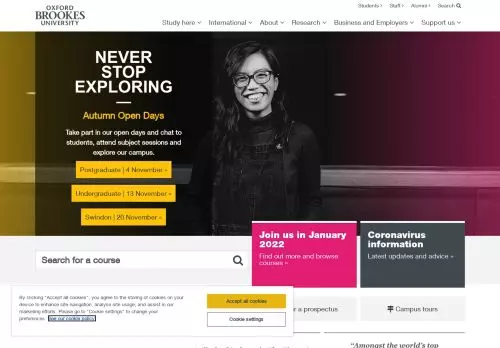 OXFORD
BROOKES
UNIVERSITY
Students
Staff
Alumni
Search
Study here
International
About
Research
Business and Employers
Support us
NEVER
STOP
EXPLORING
Autumn Open Days
Take part in our open days and chat to
students, attend subject sessions and
explore our campus.
Postgraduate | 4 November »
Undergraduate | 13 November »
Swindon | 20 November »
Join us in January
2022
Find out more and browse
courses »
Coronavirus
information
Latest updates and advice »
Search for a course
By clicking "Accept all cookies", you agree to the storing of cookies on your
device to enhance site navigation, analyse site usage, and assist in our
marketing efforts. Please go to "Cookie settings" to change your
preferences. See our cookie policy.
Accept all cookies
Cookie settings
r a prospectus
Campus tours
"Amongst the world's top